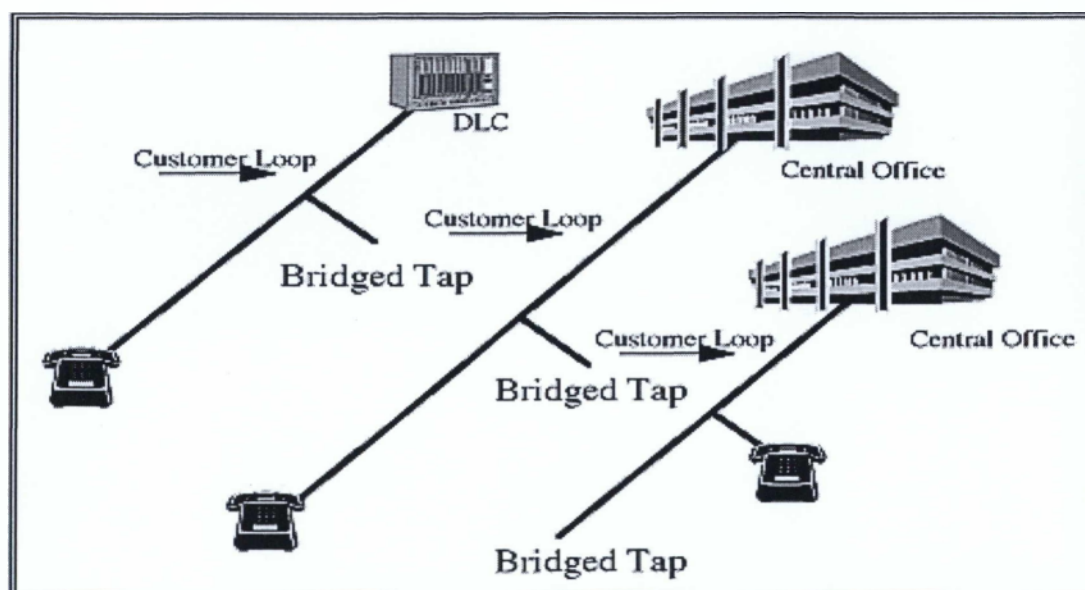 DLC
Customer Loop
Central Office
Customer Loop
Bridged Tap
Customer Loop
Central Office
Bridged Tap
Bridged Tap